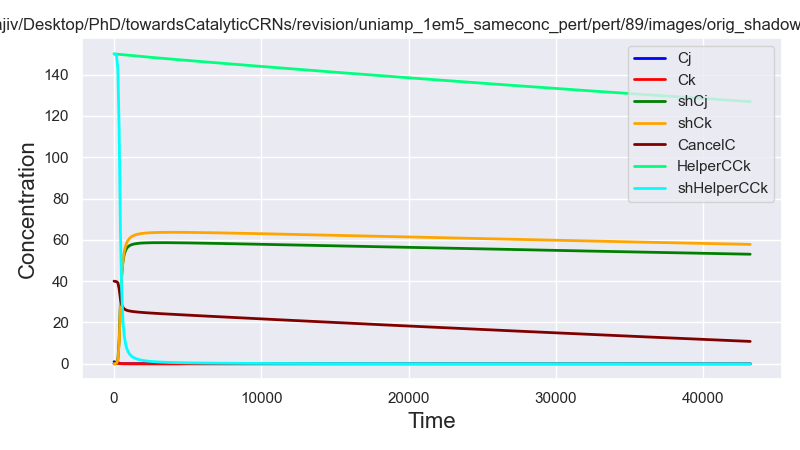 ajiv/Desktop/PhD/towardsCatalyticCRNs/revision/uniamp_1em5_sameconc_pert/pert/89/images/orig_shadow
Concentration
140
120
100
80
60
40
20
0
0
10000
20000
30000
40000
Time
Cj
Ck
shCj
shCk
CancelC
HelperCCk
shHelperCCk